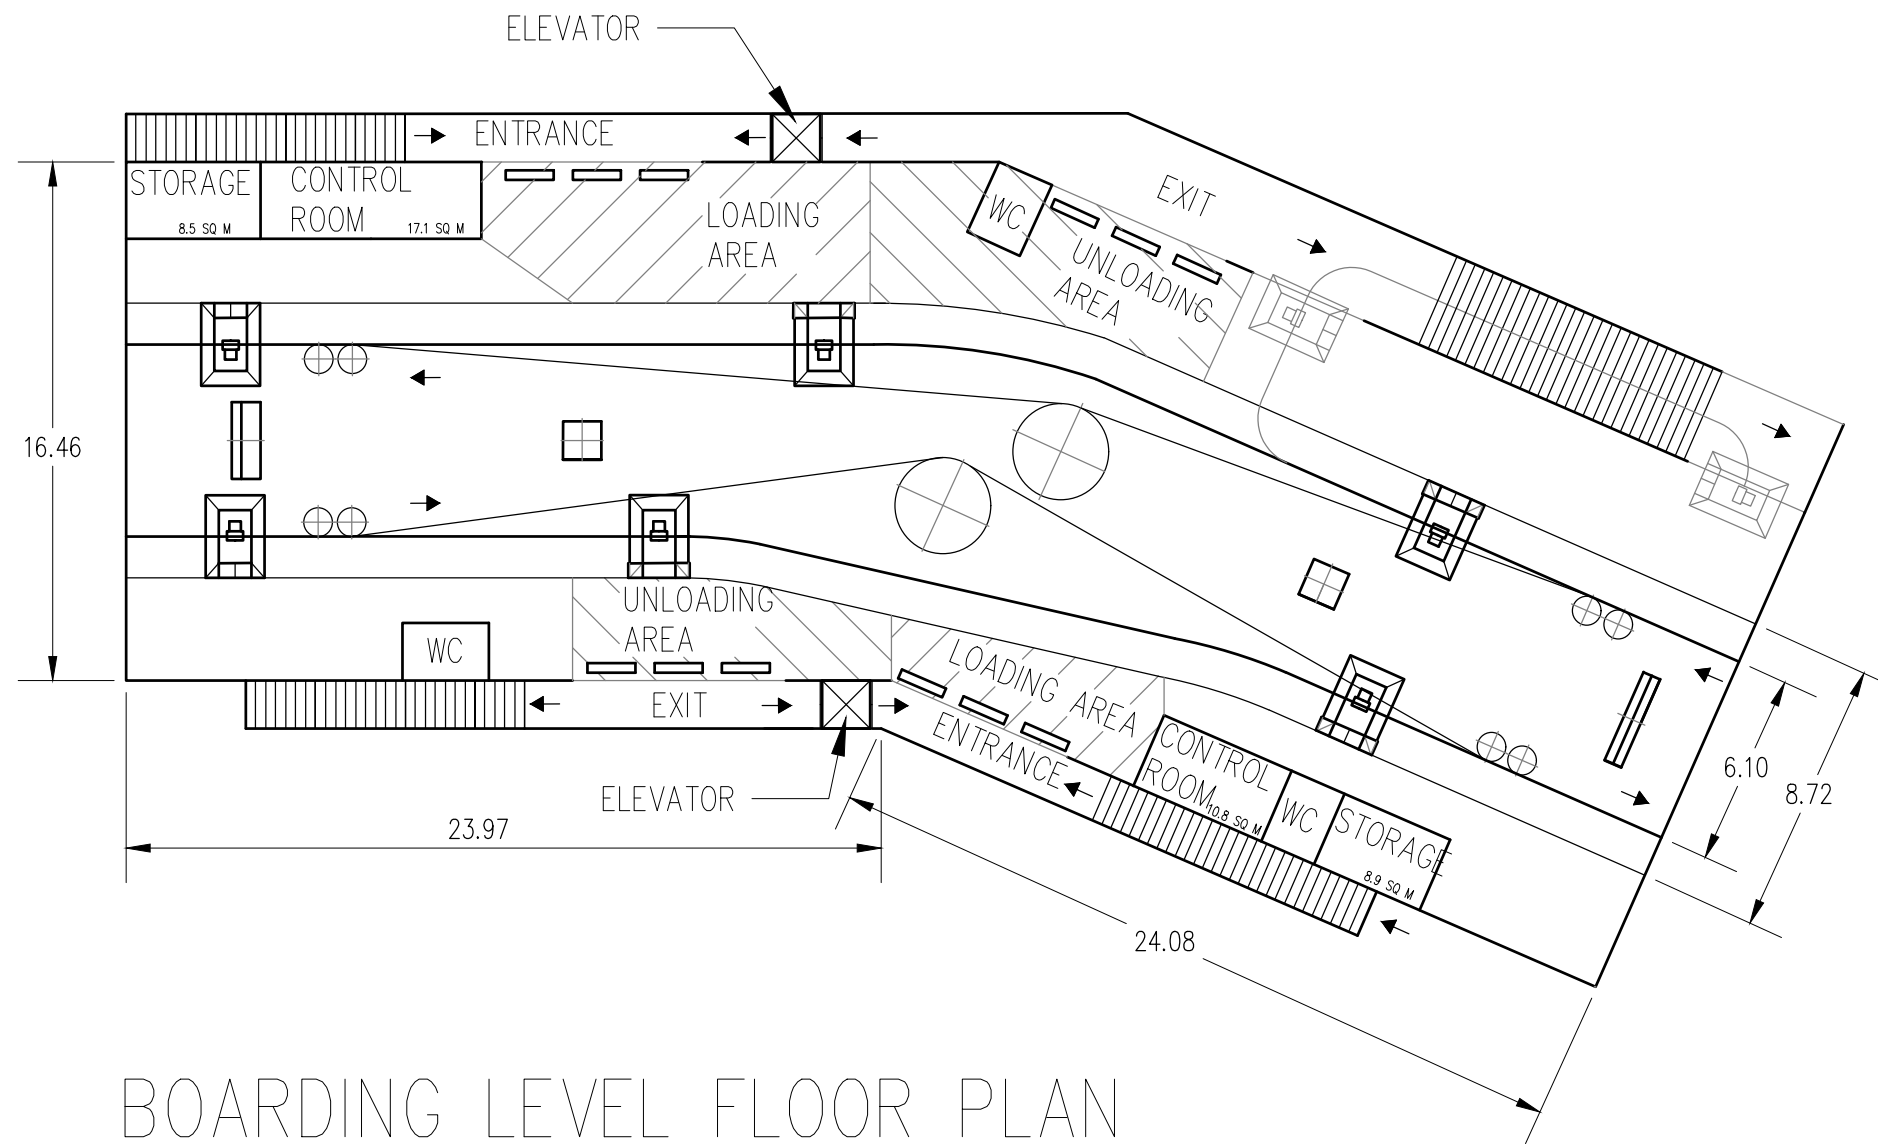 ELEVATOR
ENTRANCE
STORAGE
8.5 SQ M
CONTROL
ROOM
17.1 SQ M
LOADING
AREA
WC
EXIT
UNLOADING
AREA
16.46
UNLOADING
AREA
WC
EXIT
LOADING AREA
ENTRANCE
CONTROL
ROOM
10.8 SQ M
WC
STORAGE
8.9 SQ M
6.10
8.72
ELEVATOR
23.97
24.08
BOARDING LEVEL FLOOR PLAN